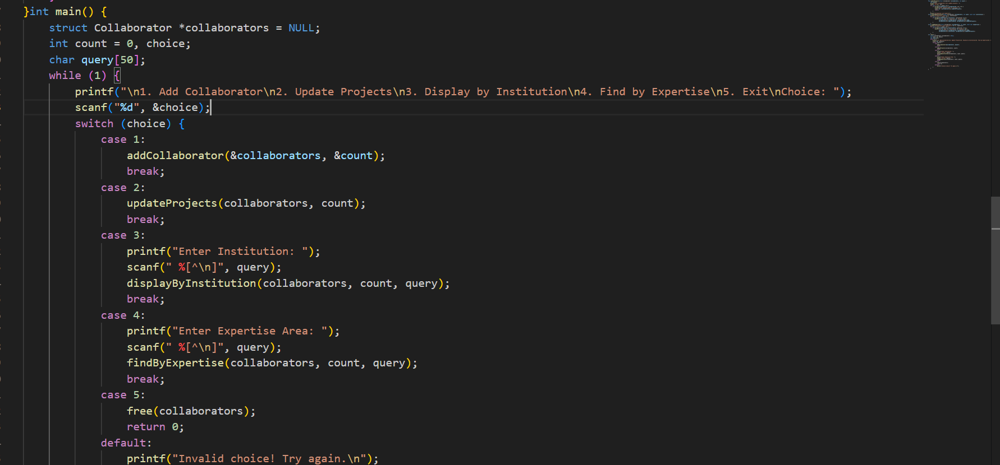 }int main() {
    struct Collaborator *collaborators = NULL;
    int count = 0, choice;
    char query[50];
    while (1) {
        printf("\n1. Add Collaborator\n2. Update Projects\n3. Display by Institution\n4. Find by Expertise\n5. Exit\nChoice: ");
        scanf("%d", &choice);
        switch (choice) {
            case 1:
                addCollaborator(&collaborators, &count);
                break;
            case 2:
                updateProjects(collaborators, count);
                break;
            case 3:
                printf("Enter Institution: ");
                scanf(" %[^\n]", query);
                displayByInstitution(collaborators, count, query);
                break;
            case 4:
                printf("Enter Expertise Area: ");
                scanf(" %[^\n]", query);
                findByExpertise(collaborators, count, query);
                break;
            case 5:
                free(collaborators);
                return 0;
            default:
                printf("Invalid choice! Try again.\n");